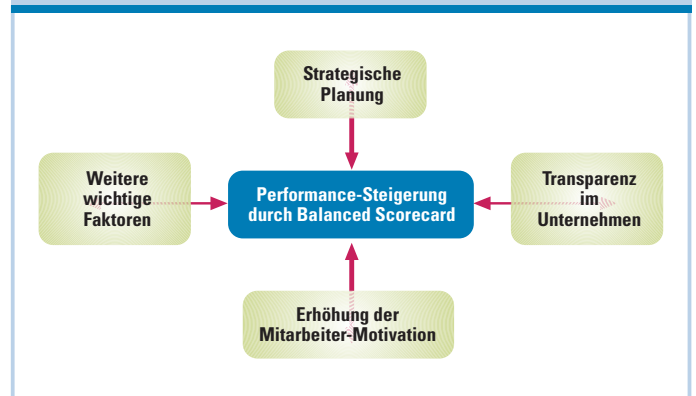 Strategische
Planung
Weitere
wichtige
Faktoren
Performance-Steigerung
durch Balanced Scorecard
Transparenz
im
Unternehmen
Erhöhung der
Mitarbeiter-Motivation